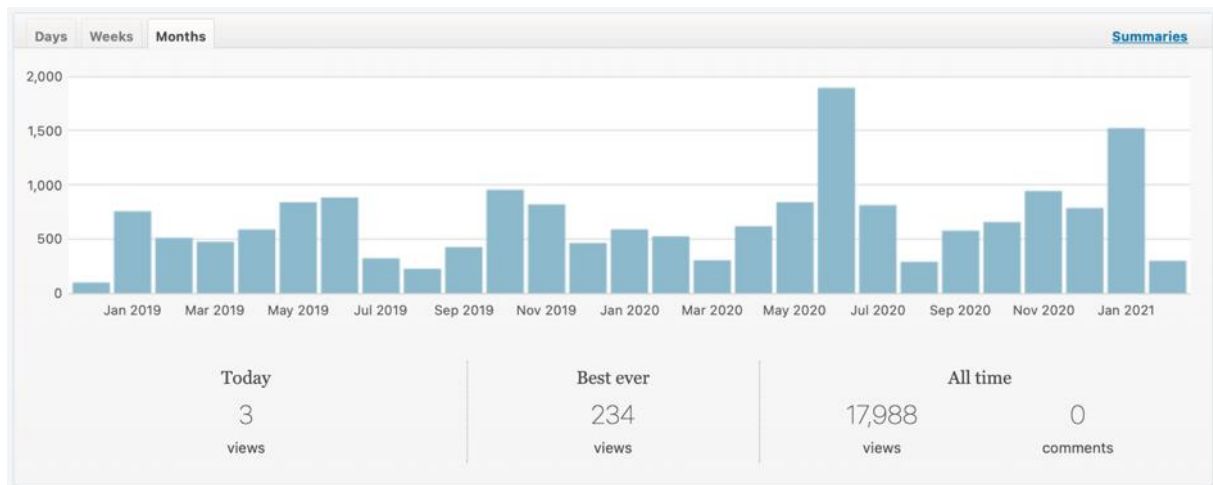 Days Weeks Months Summaries
2,000
1,500
1,000
500
0
Jan 2019 Mar 2019 May 2019 Jul 2019 Sep 2019 Nov 2019 Jan 2020 Mar 2020 May 2020 Jul 2020 Sep 2020 Nov 2020 Jan 2021
Today Best ever All time
3 234 17,988 0
views views views comments